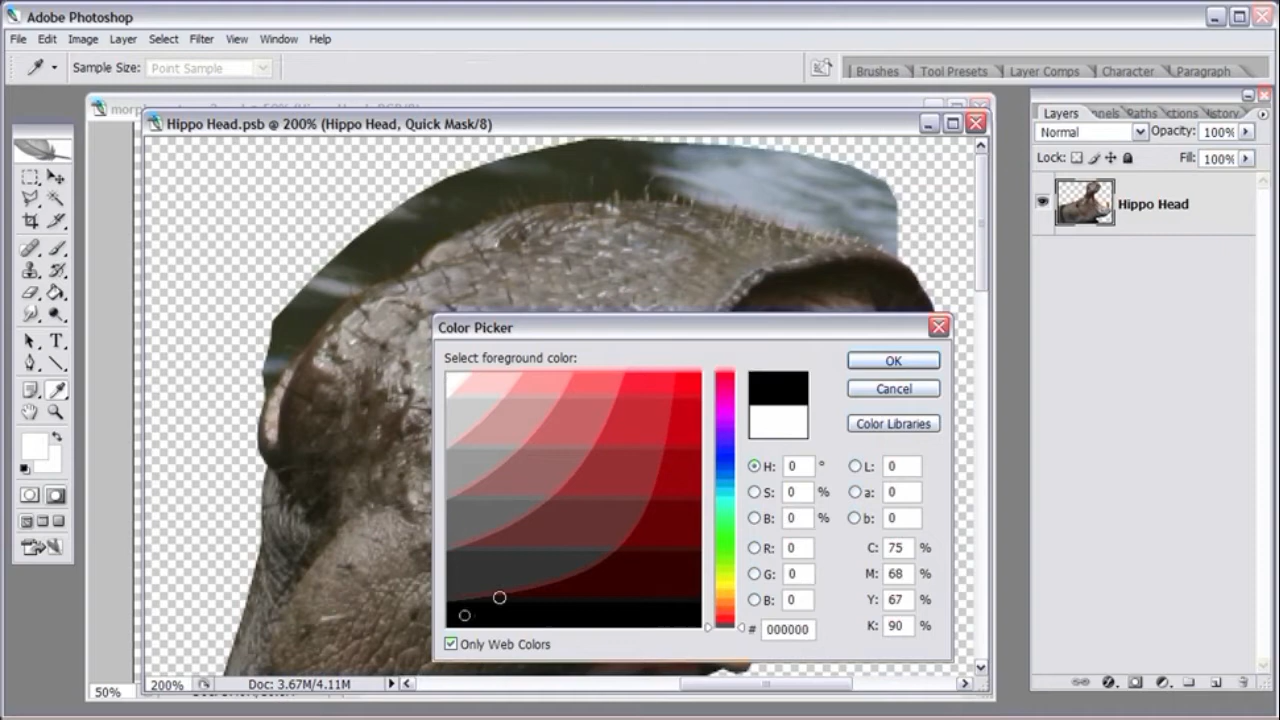 Adobe Photoshop
File Edit Image Layer Select Filter View Window Help
Sample Size: Point Sample
Brushes Tool Presets Layer Comps Character Paragraph
Hippo Head.psb @ 200% (Hippo Head, Quick Mask/8)
Layers Paths History
Normal Opacity: 100%
Lock: Fill: 100%
Hippo Head
Color Picker
Select foreground color:
OK
Cancel
Color Libraries
H: 0 ° L: 0
S: 0 % a: 0
B: 0 % b: 0
R: 0 C: 75 %
G: 0 M: 68 %
B: 0 Y: 67 %
# 000000 K: 90 %
Only Web Colors
200% Doc: 3.67M/4.11M
50%